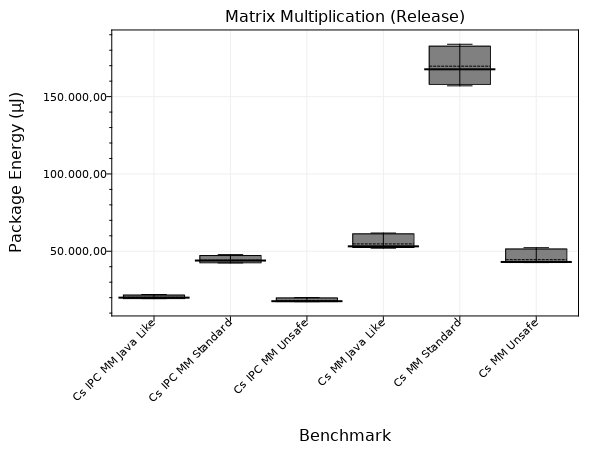 Matrix Multiplication (Release)
Package Energy (µJ)
150.000,00
100.000,00
50.000,00
Cs IPC MM Java Like
Cs IPC MM Standard
Cs IPC MM Unsafe
Cs MM Java Like
Cs MM Standard
Cs MM Unsafe
Benchmark